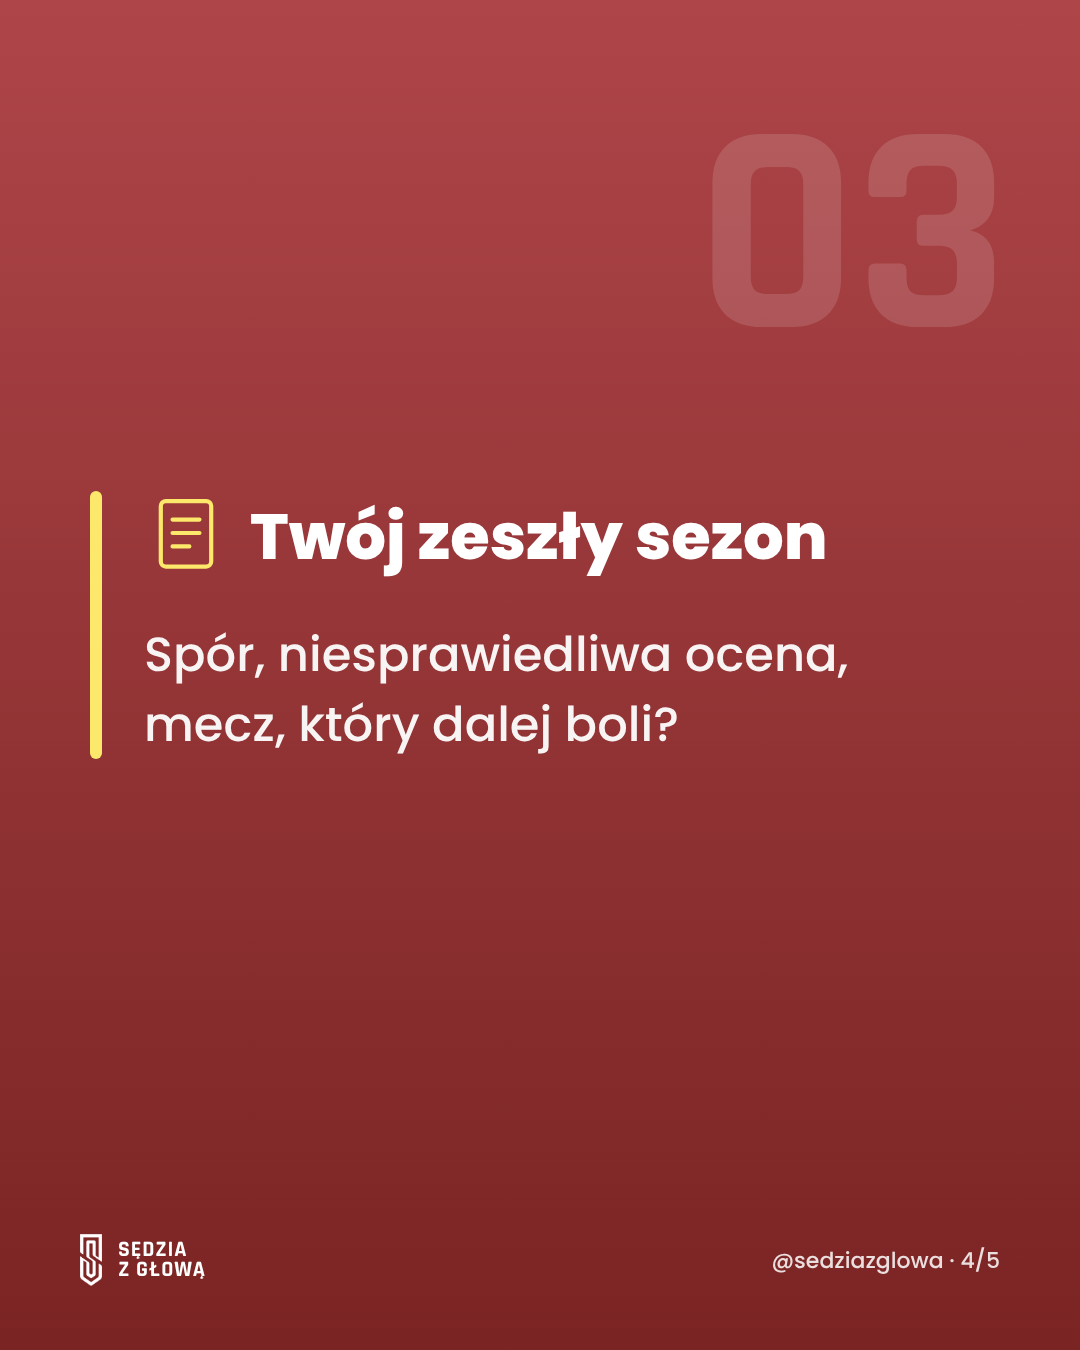 03
Twój zeszły sezon
Spór, niesprawiedliwa ocena,
mecz, który dalej boli?
SĘDZIA
Z GŁOWĄ
@sedziazglowa · 4/5